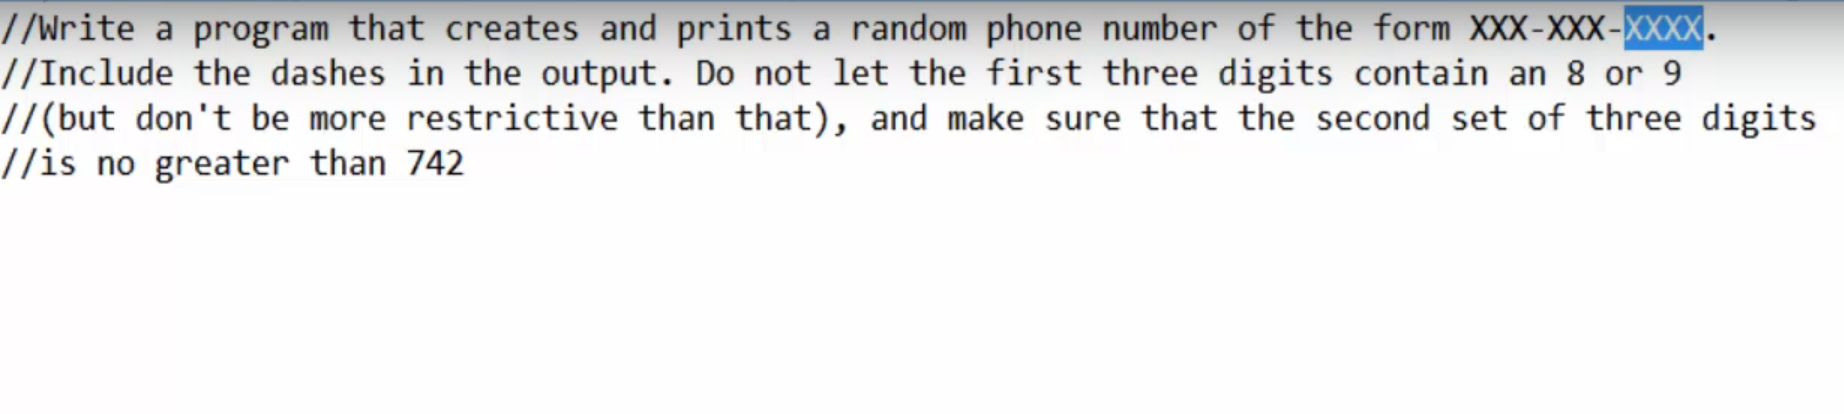 //Write a program that creates and prints a random phone number of the form XXX-XXX-XXXX.
//Include the dashes in the output. Do not let the first three digits contain an 8 or 9
//(but don't be more restrictive than that), and make sure that the second set of three digits
//is no greater than 742